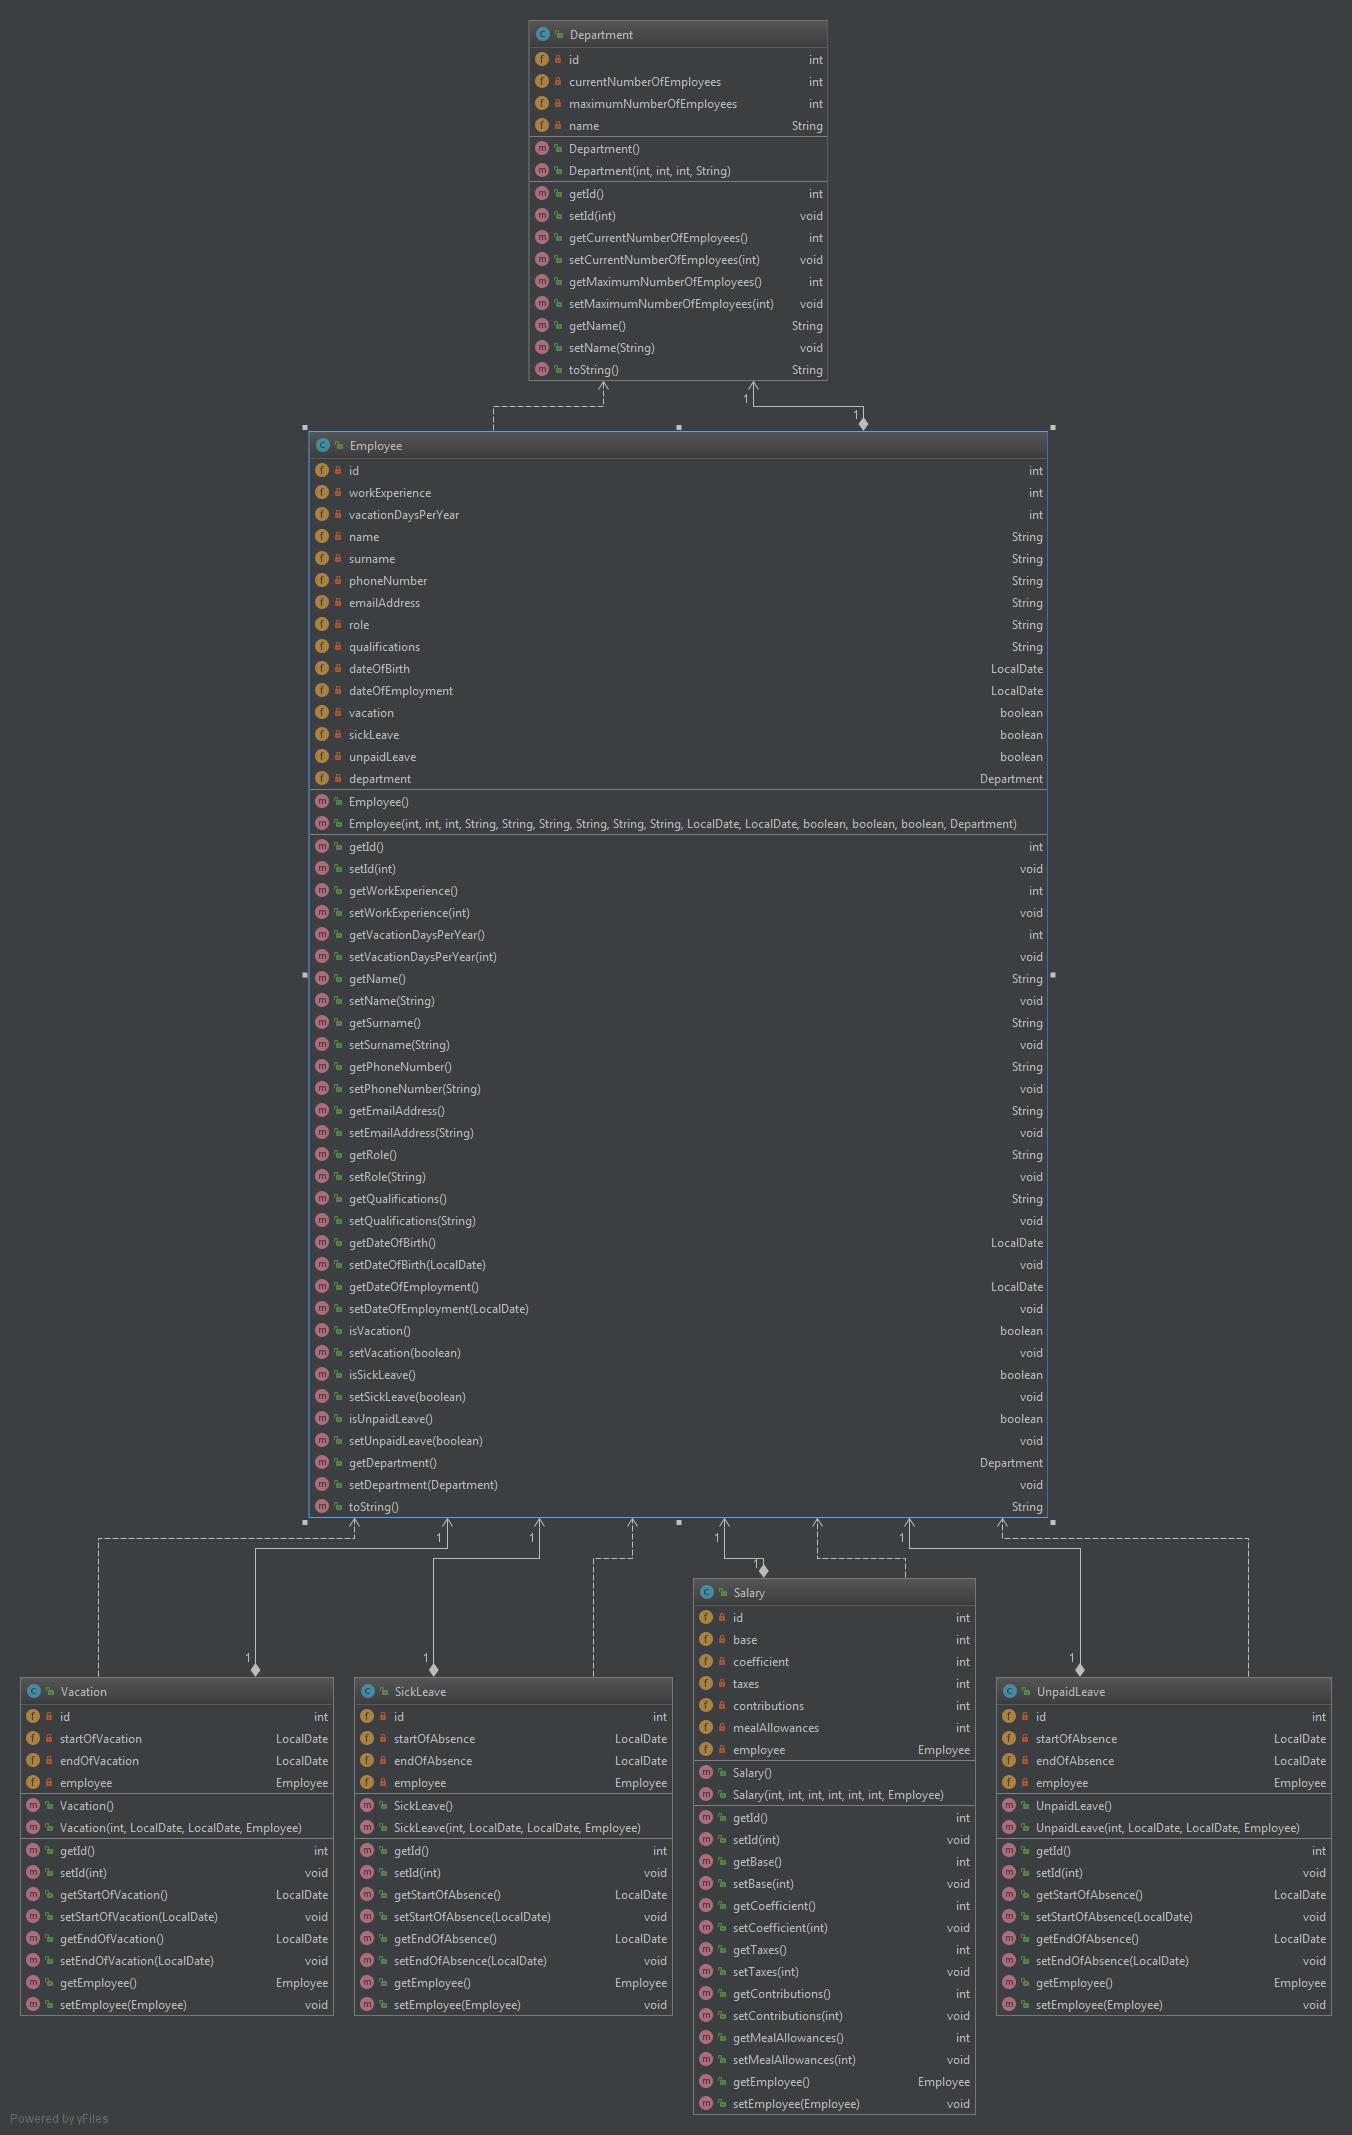 Department
id int
currentNumberOfEmployees int
maximumNumberOfEmployees int
name String
Department()
Department(int, int, int, String)
getId() int
setId(int) void
getCurrentNumberOfEmployees() int
setCurrentNumberOfEmployees(int) void
getMaximumNumberOfEmployees() int
setMaximumNumberOfEmployees(int) void
getName() String
setName(String) void
toString() String
1
1
Employee
id int
workExperience int
vacationDaysPerYear int
name String
surname String
phoneNumber String
emailAddress String
role String
qualifications String
dateOfBirth LocalDate
dateOfEmployment LocalDate
vacation boolean
sickLeave boolean
unpaidLeave boolean
department Department
Employee()
Employee(int, int, int, String, String, String, String, String, String, LocalDate, LocalDate, boolean, boolean, boolean, Department)
getId() int
setId(int) void
getWorkExperience() int
setWorkExperience(int) void
getVacationDaysPerYear() int
setVacationDaysPerYear(int) void
getName() String
setName(String) void
getSurname() String
setSurname(String) void
getPhoneNumber() String
setPhoneNumber(String) void
getEmailAddress() String
setEmailAddress(String) void
getRole() String
setRole(String) void
getQualifications() String
setQualifications(String) void
getDateOfBirth() LocalDate
setDateOfBirth(LocalDate) void
getDateOfEmployment() LocalDate
setDateOfEmployment(LocalDate) void
isVacation() boolean
setVacation(boolean) void
isSickLeave() boolean
setSickLeave(boolean) void
isUnpaidLeave() boolean
setUnpaidLeave(boolean) void
getDepartment() Department
setDepartment(Department) void
toString() String
1 1 1 1
1
1 1 1
Vacation
id int
startOfVacation LocalDate
endOfVacation LocalDate
employee Employee
Vacation()
Vacation(int, LocalDate, LocalDate, Employee)
getId() int
setId(int) void
getStartOfVacation() LocalDate
setStartOfVacation(LocalDate) void
getEndOfVacation() LocalDate
setEndOfVacation(LocalDate) void
getEmployee() Employee
setEmployee(Employee) void
SickLeave
id int
startOfAbsence LocalDate
endOfAbsence LocalDate
employee Employee
SickLeave()
SickLeave(int, LocalDate, LocalDate, Employee)
getId() int
setId(int) void
getStartOfAbsence() LocalDate
setStartOfAbsence(LocalDate) void
getEndOfAbsence() LocalDate
setEndOfAbsence(LocalDate) void
getEmployee() Employee
setEmployee(Employee) void
Salary
id int
base int
coefficient int
taxes int
contributions int
mealAllowances int
employee Employee
Salary()
Salary(int, int, int, int, int, int, Employee)
getId() int
setId(int) void
getBase() int
setBase(int) void
getCoefficient() int
setCoefficient(int) void
getTaxes() int
setTaxes(int) void
getContributions() int
setContributions(int) void
getMealAllowances() int
setMealAllowances(int) void
getEmployee() Employee
setEmployee(Employee) void
UnpaidLeave
id int
startOfAbsence LocalDate
endOfAbsence LocalDate
employee Employee
UnpaidLeave()
UnpaidLeave(int, LocalDate, LocalDate, Employee)
getId() int
setId(int) void
getStartOfAbsence() LocalDate
setStartOfAbsence(LocalDate) void
getEndOfAbsence() LocalDate
setEndOfAbsence(LocalDate) void
getEmployee() Employee
setEmployee(Employee) void
Powered by yFiles